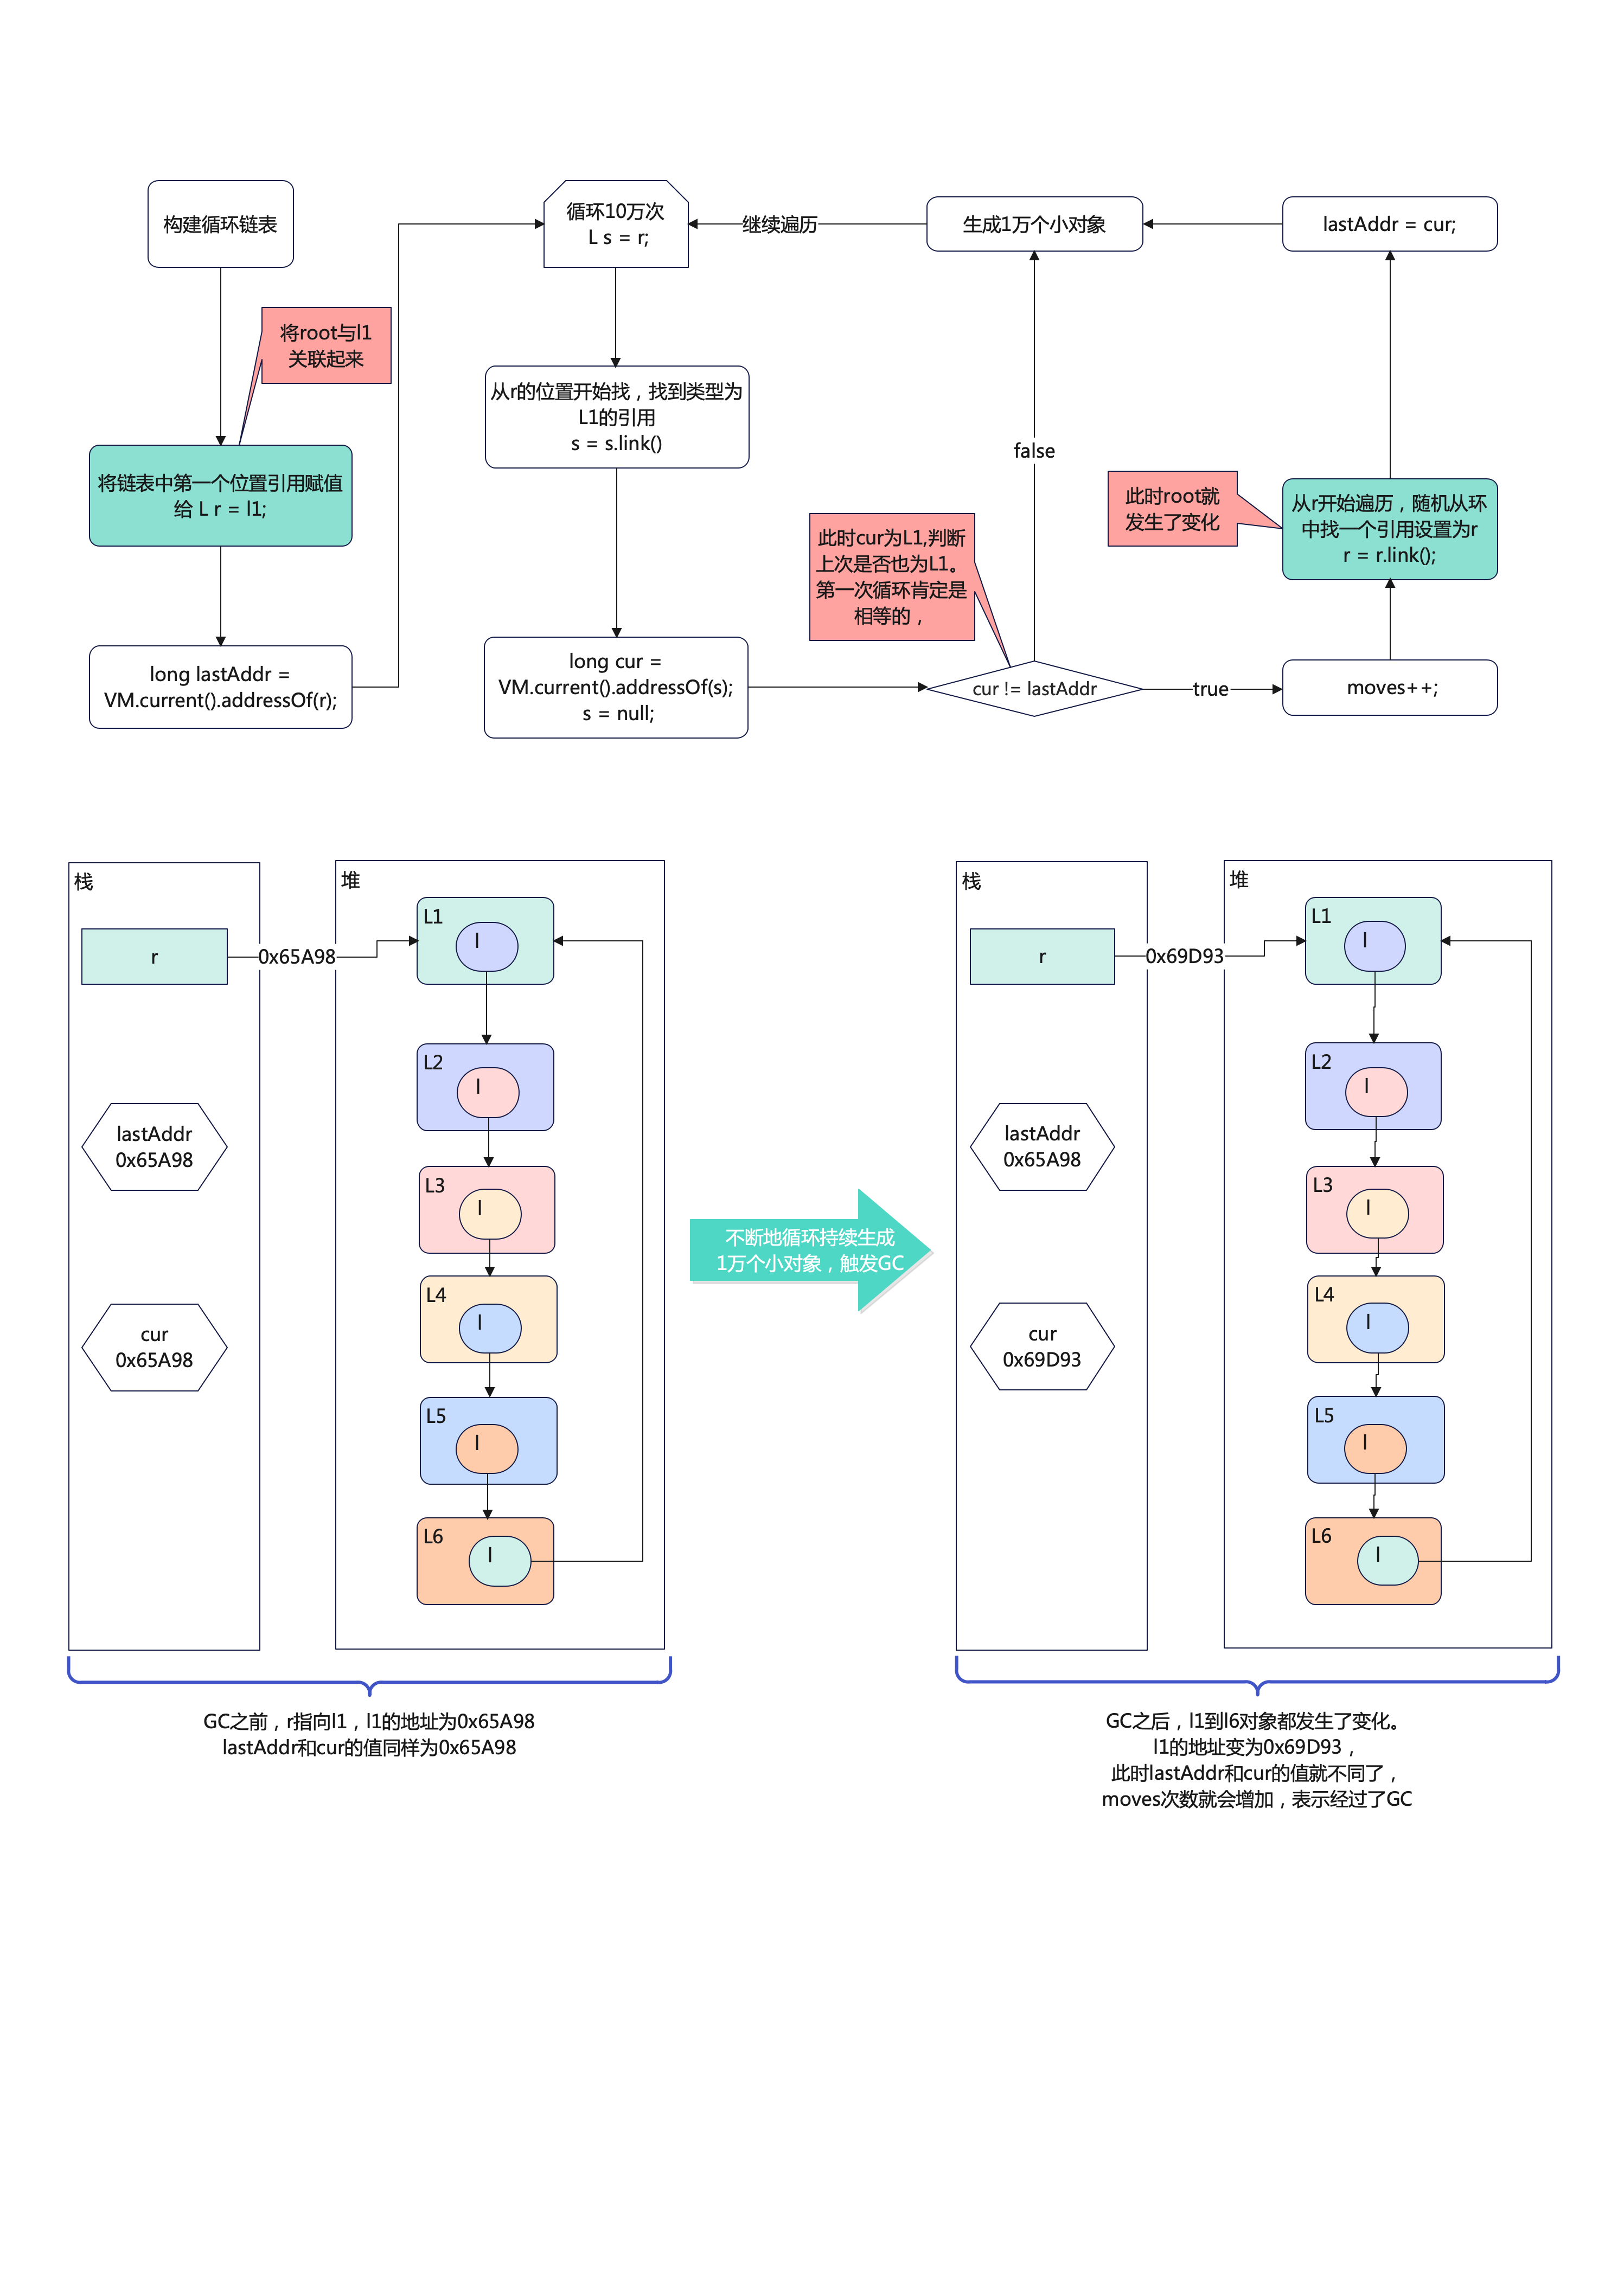 构建循环链表
将root与l1
关联起来
将链表中第一个位置引用赋值
给 L r = l1;
long lastAddr =
VM.current().addressOf(r);
循环10万次
L s = r;
从r的位置开始找，找到类型为
L1的引用
s = s.link()
long cur =
VM.current().addressOf(s);
s = null;
此时cur为L1,判断
上次是否也为L1。
第一次循环肯定是
相等的，
cur != lastAddr
false
true
moves++;
此时root就
发生了变化
从r开始遍历，随机从环
中找一个引用设置为r
r = r.link();
lastAddr = cur;
生成1万个小对象
继续遍历
栈
r
0x65A98
lastAddr
0x65A98
cur
0x65A98
堆
L1
l
L2
l
L3
l
L4
l
L5
l
L6
l
GC之前，r指向l1，l1的地址为0x65A98
lastAddr和cur的值同样为0x65A98
不断地循环持续生成
1万个小对象，触发GC
栈
r
0x69D93
lastAddr
0x65A98
cur
0x69D93
堆
L1
l
L2
l
L3
l
L4
l
L5
l
L6
l
GC之后，l1到l6对象都发生了变化。
l1的地址变为0x69D93，
此时lastAddr和cur的值就不同了，
moves次数就会增加，表示经过了GC